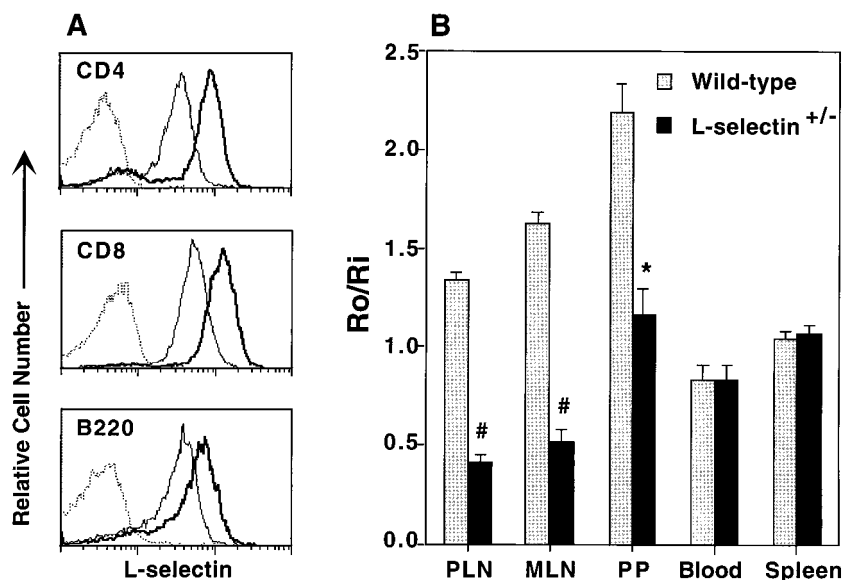 A
CD4
CD8
B220
Relative Cell Number
L-selectin
B
2.5
2.0
1.5
1.0
0.5
0.0
Ro/Ri
Wild-type
L-selectin +/-
#
#
*
PLN MLN PP Blood Spleen